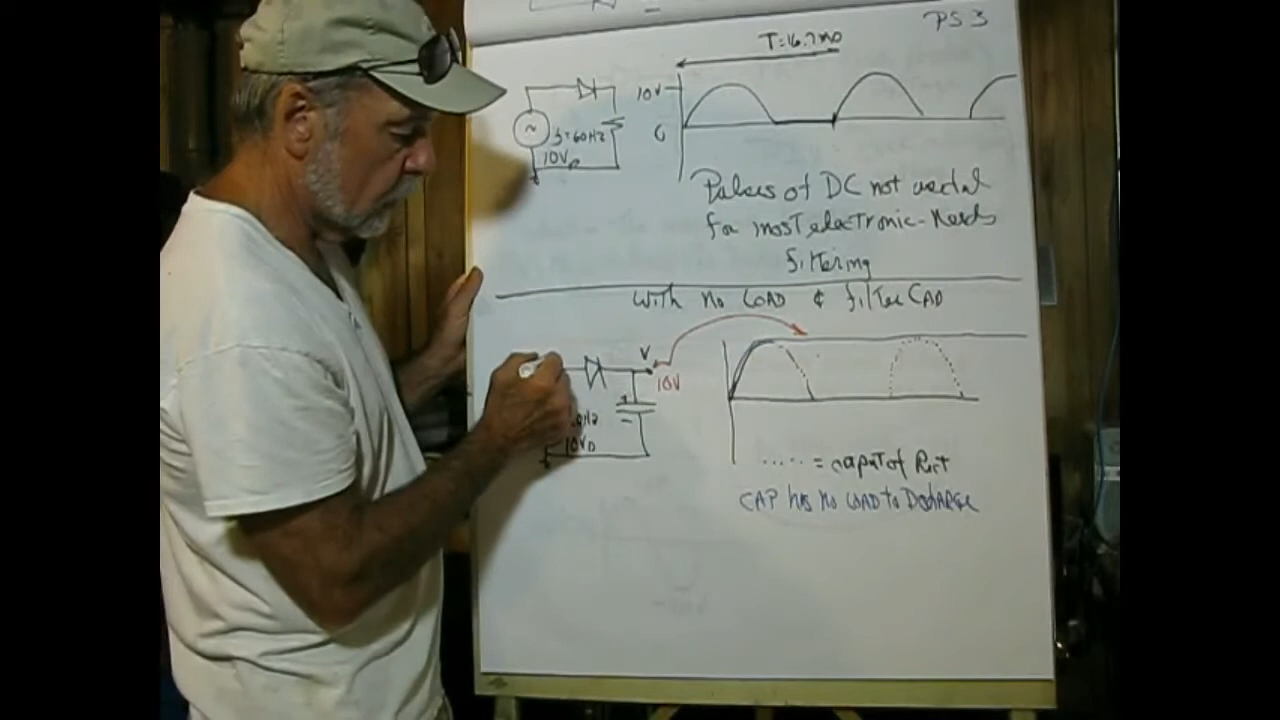 PS 3
T=16.7ms
10V
0
f=60Hz
10Vp
Pulses of DC not useful
for most electronic-Needs
filtering
With no LOAD & filter CAP
V
10V
+
-
10Vp
..... = output of Rect
CAP has no LOAD to Discharge